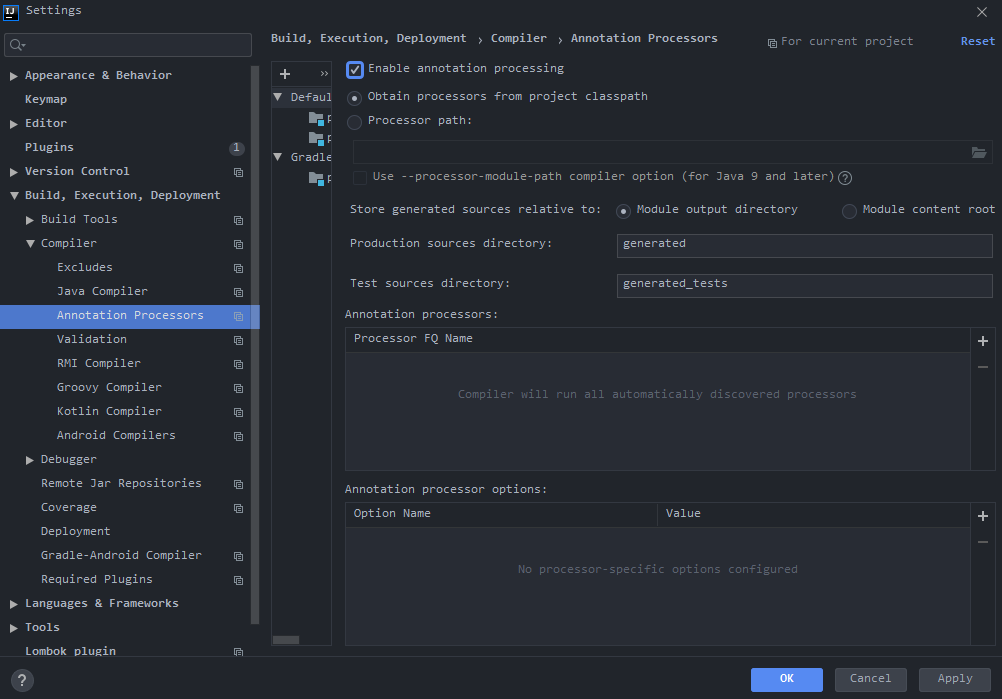 IJ Settings
Appearance & Behavior
Keymap
Editor
Plugins 1
Version Control
Build, Execution, Deployment
Build Tools
Compiler
Excludes
Java Compiler
Annotation Processors
Validation
RMI Compiler
Groovy Compiler
Kotlin Compiler
Android Compilers
Debugger
Remote Jar Repositories
Coverage
Deployment
Gradle-Android Compiler
Required Plugins
Languages & Frameworks
Tools
Lombok plugin
Build, Execution, Deployment › Compiler › Annotation Processors
For current project
Reset
+ »
Defaul
p
p
Gradle
p
Enable annotation processing
Obtain processors from project classpath
Processor path:
Use --processor-module-path compiler option (for Java 9 and later) ?
Store generated sources relative to: Module output directory Module content root
Production sources directory: generated
Test sources directory: generated_tests
Annotation processors:
Processor FQ Name
Compiler will run all automatically discovered processors
Annotation processor options:
Option Name Value
No processor-specific options configured
? OK Cancel Apply